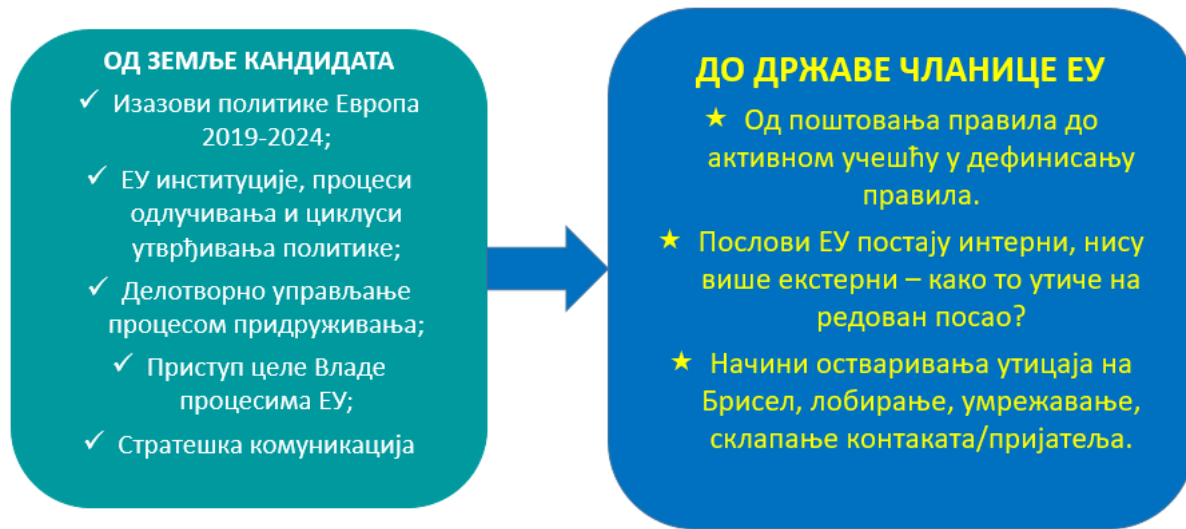 ОД ЗЕМЉЕ КАНДИДАТА
✓ Изазови политике Европа
2019-2024;
✓ ЕУ институције, процеси
одлучивања и циклуси
утврђивања политике;
✓ Делотворно управљање
процесом придруживања;
✓ Приступ целе Владе
процесима ЕУ;
✓ Стратешка комуникација
ДО ДРЖАВЕ ЧЛАНИЦЕ ЕУ
★ Од поштовања правила до
активном учешћу у дефинисању
правила.
★ Послови ЕУ постају интерни, нису
више екстерни – како то утиче на
редован посао?
★ Начини остваривања утицаја на
Брисел, лобирање, умрежавање,
склапање контаката/пријатеља.